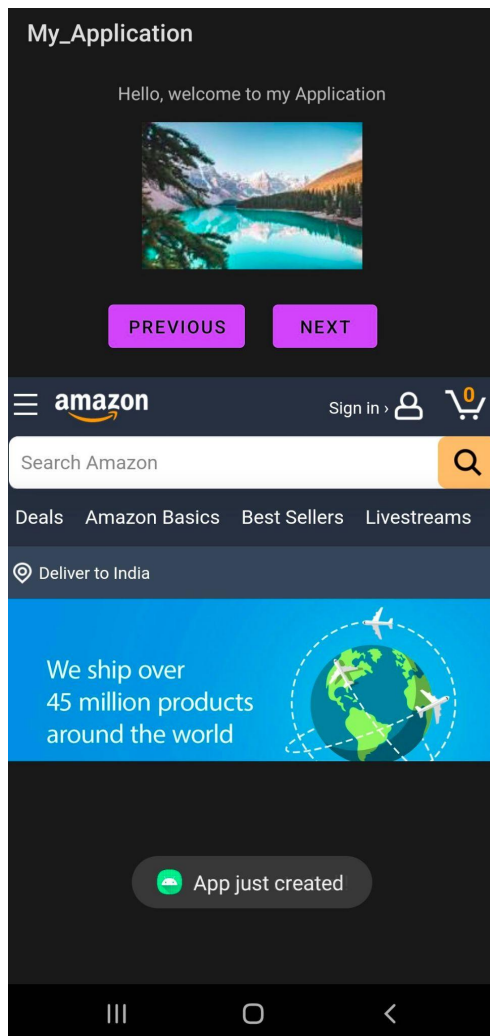 My_Application
Hello, welcome to my Application
PREVIOUS NEXT
amazon Sign in › 0
Search Amazon
Deals Amazon Basics Best Sellers Livestreams
Deliver to India
We ship over
45 million products
around the world
App just created